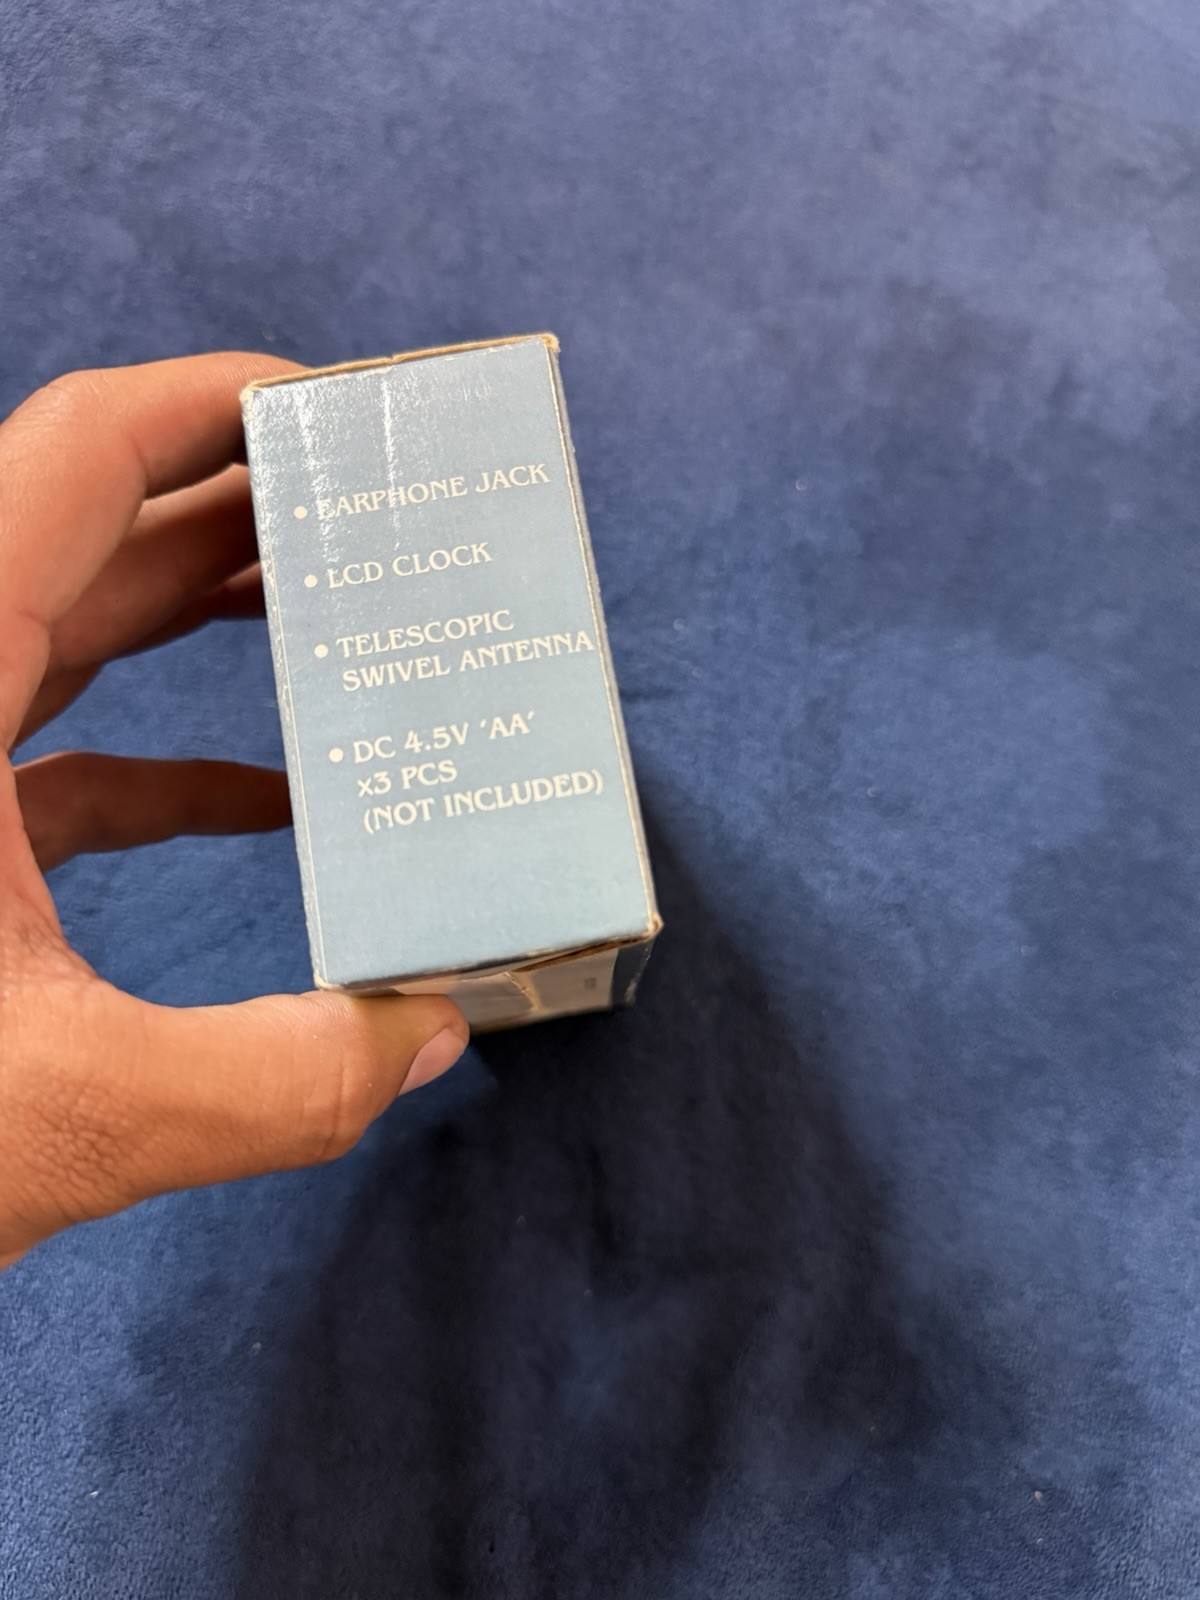 • EARPHONE JACK
• LCD CLOCK
• TELESCOPIC
SWIVEL ANTENNA
• DC 4.5V 'AA'
x3 PCS
(NOT INCLUDED)